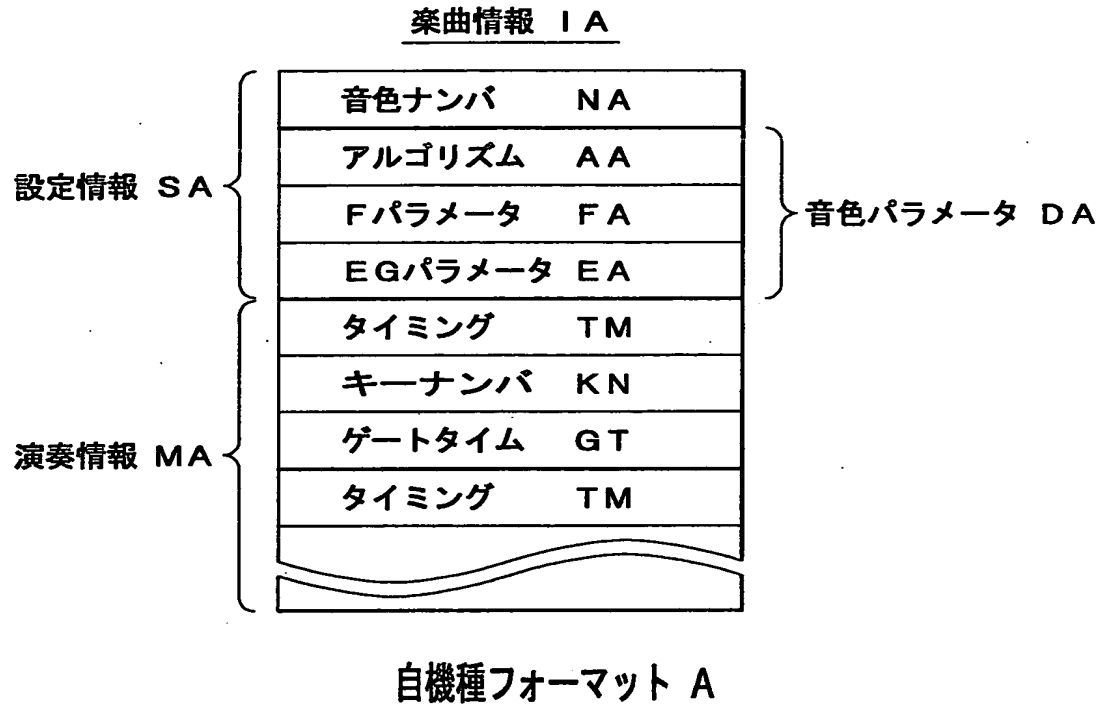 楽曲情報 IA
音色ナンバ NA
アルゴリズム AA
設定情報 SA
Fパラメータ FA
音色パラメータ DA
EGパラメータ EA
タイミング TM
キーナンバ KN
ゲートタイム GT
演奏情報 MA
タイミング TM
自機種フォーマット A